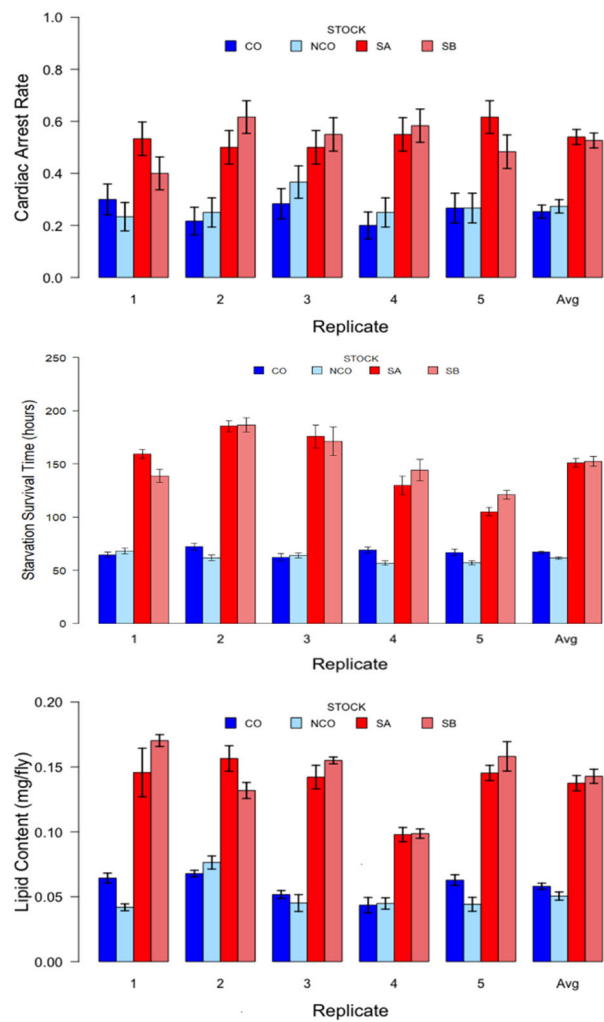 STOCK
CO NCO SA SB
Cardiac Arrest Rate
1.0
0.8
0.6
0.4
0.2
0.0
1 2 3 4 5 Avg
Replicate
STOCK
CO NCO SA SB
Starvation Survival Time (hours)
250
200
150
100
50
0
1 2 3 4 5 Avg
Replicate
STOCK
CO NCO SA SB
Lipid Content (mg/fly)
0.20
0.15
0.10
0.05
0.00
1 2 3 4 5 Avg
Replicate